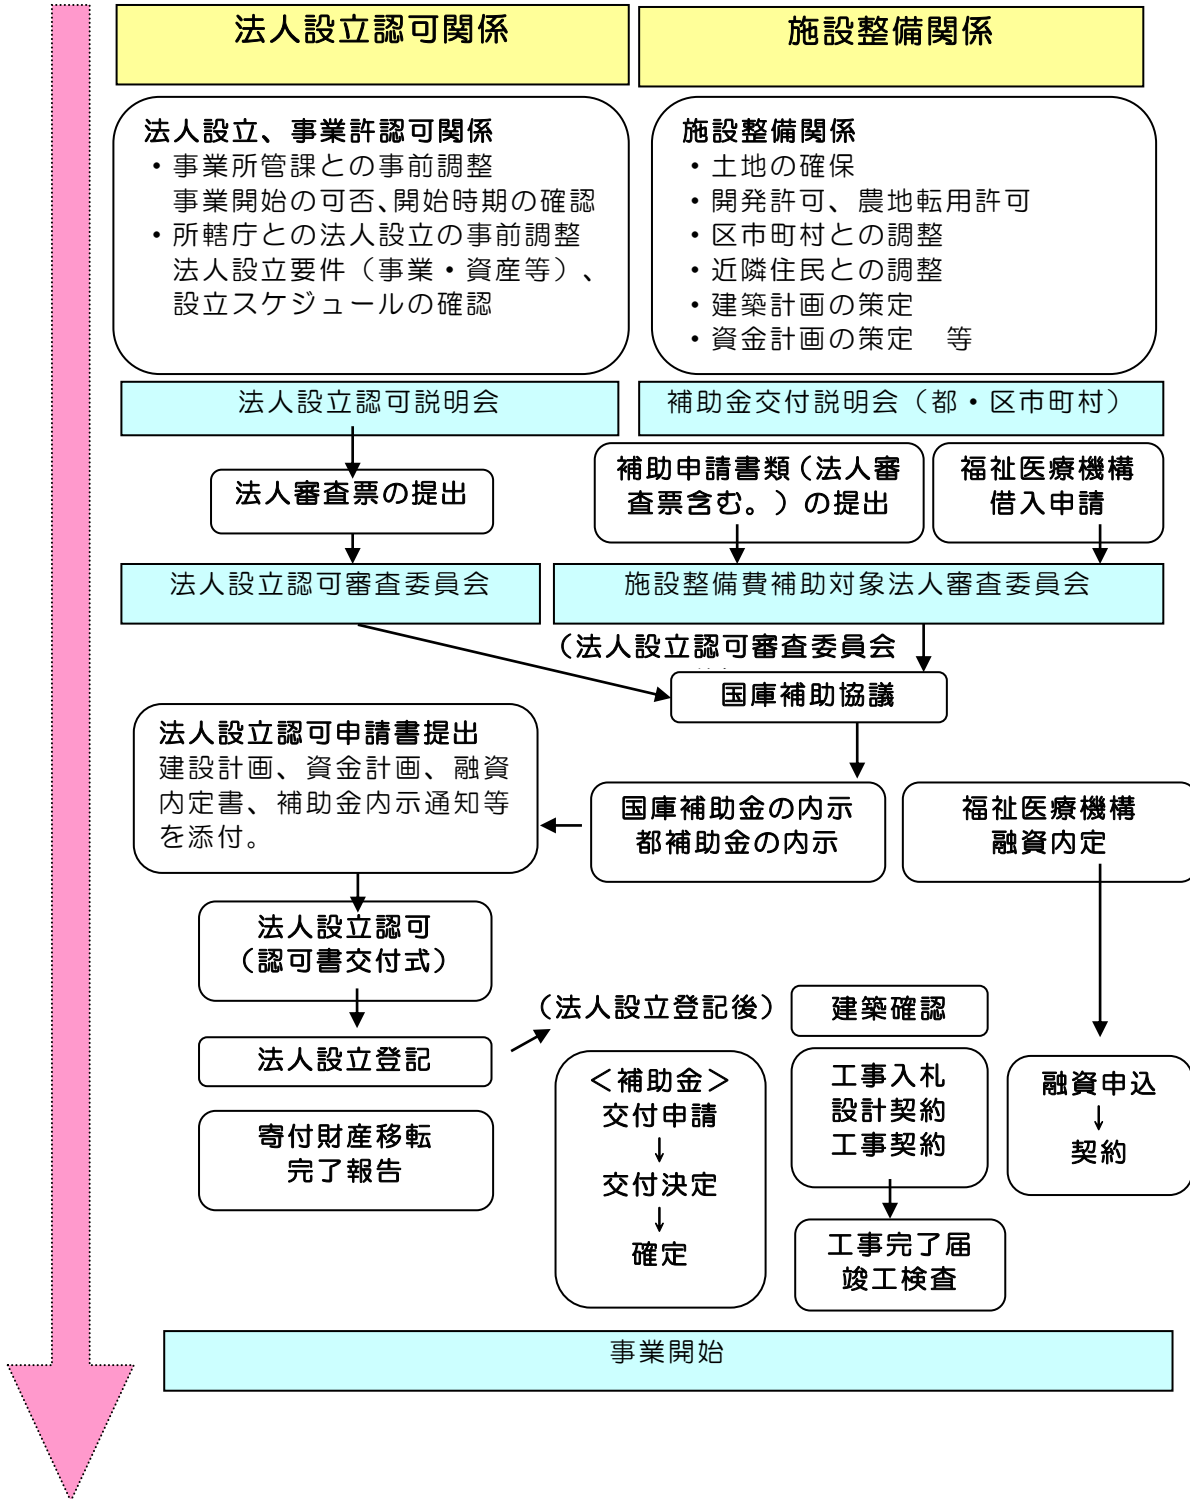 法人設立認可関係
施設整備関係
法人設立、事業許認可関係
・事業所管課との事前調整
事業開始の可否、開始時期の確認
・所轄庁との法人設立の事前調整
法人設立要件（事業・資産等）、
設立スケジュールの確認
施設整備関係
・土地の確保
・開発許可、農地転用許可
・区市町村との調整
・近隣住民との調整
・建築計画の策定
・資金計画の策定　等
法人設立認可説明会
補助金交付説明会（都・区市町村）
法人審査票の提出
補助申請書類（法人審
査票含む。）の提出
福祉医療機構
借入申請
法人設立認可審査委員会
施設整備費補助対象法人審査委員会
（法人設立認可審査委員会
国庫補助協議
法人設立認可申請書提出
建設計画、資金計画、融資
内定書、補助金内示通知等
を添付。
国庫補助金の内示
都補助金の内示
福祉医療機構
融資内定
法人設立認可
（認可書交付式）
法人設立登記
（法人設立登記後）
寄付財産移転
完了報告
＜補助金＞
交付申請
↓
交付決定
↓
確定
建築確認
工事入札
設計契約
工事契約
工事完了届
竣工検査
融資申込
↓
契約
事業開始